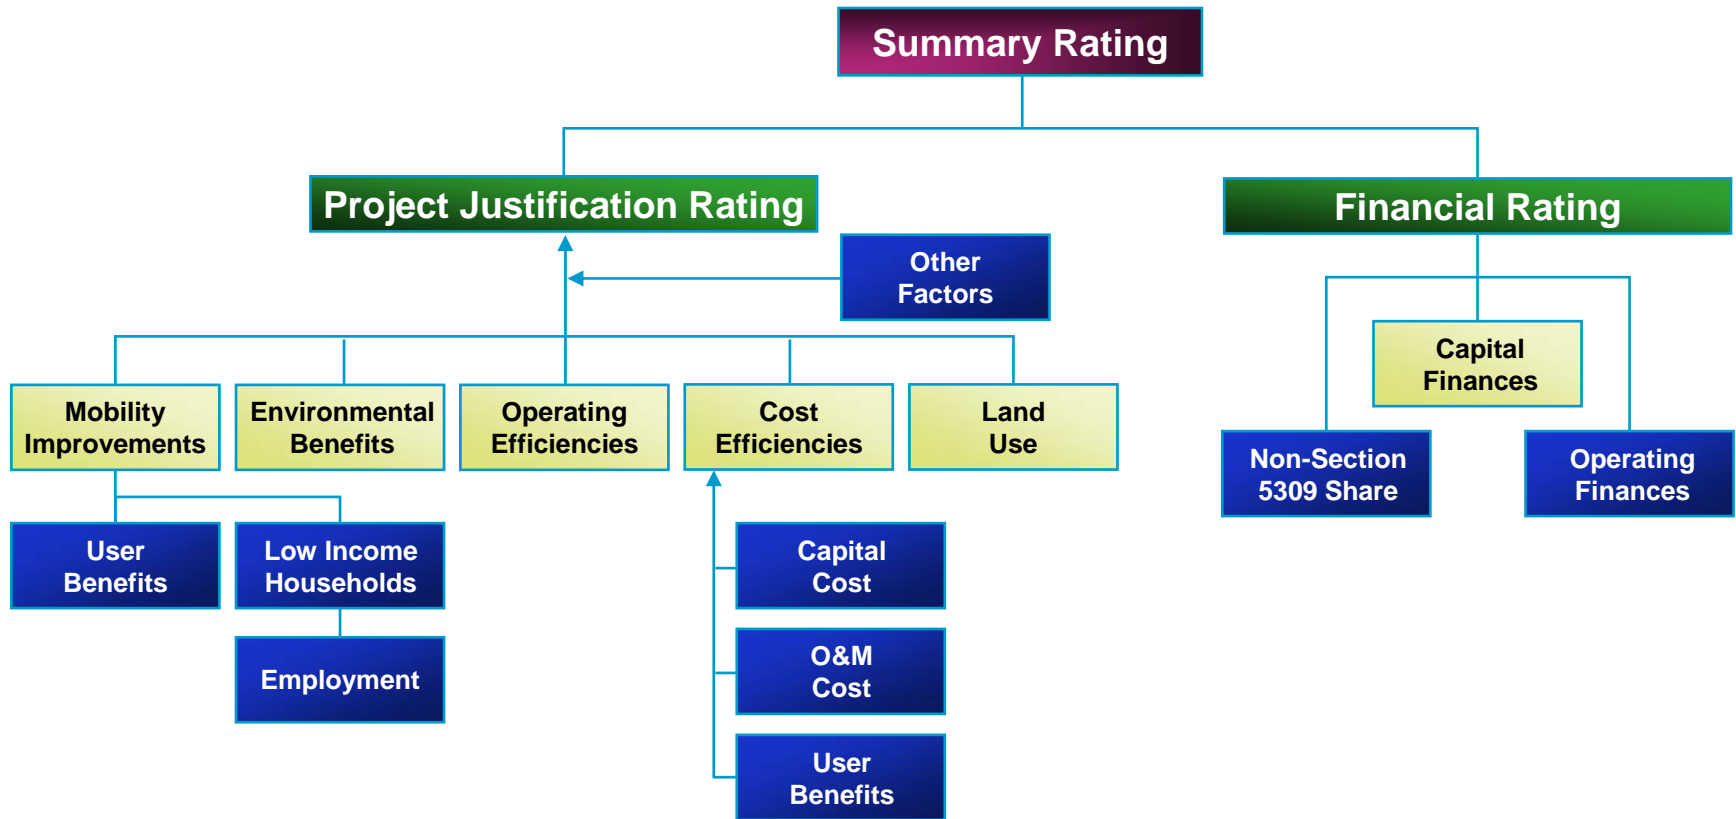 Summary Rating
Project Justification Rating
Financial Rating
Other
Factors
Capital
Finances
Mobility
Improvements
Environmental
Benefits
Operating
Efficiencies
Cost
Efficiencies
Land
Use
Non-Section
5309 Share
Operating
Finances
User
Benefits
Low Income
Households
Capital
Cost
Employment
O&M
Cost
User
Benefits